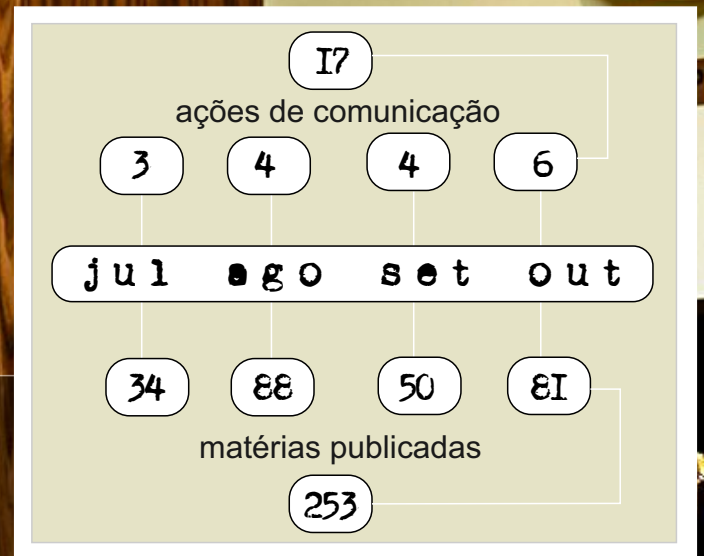 17
ações de comunicação
3 4 4 6
jul ago set out
34 88 50 81
matérias publicadas
253